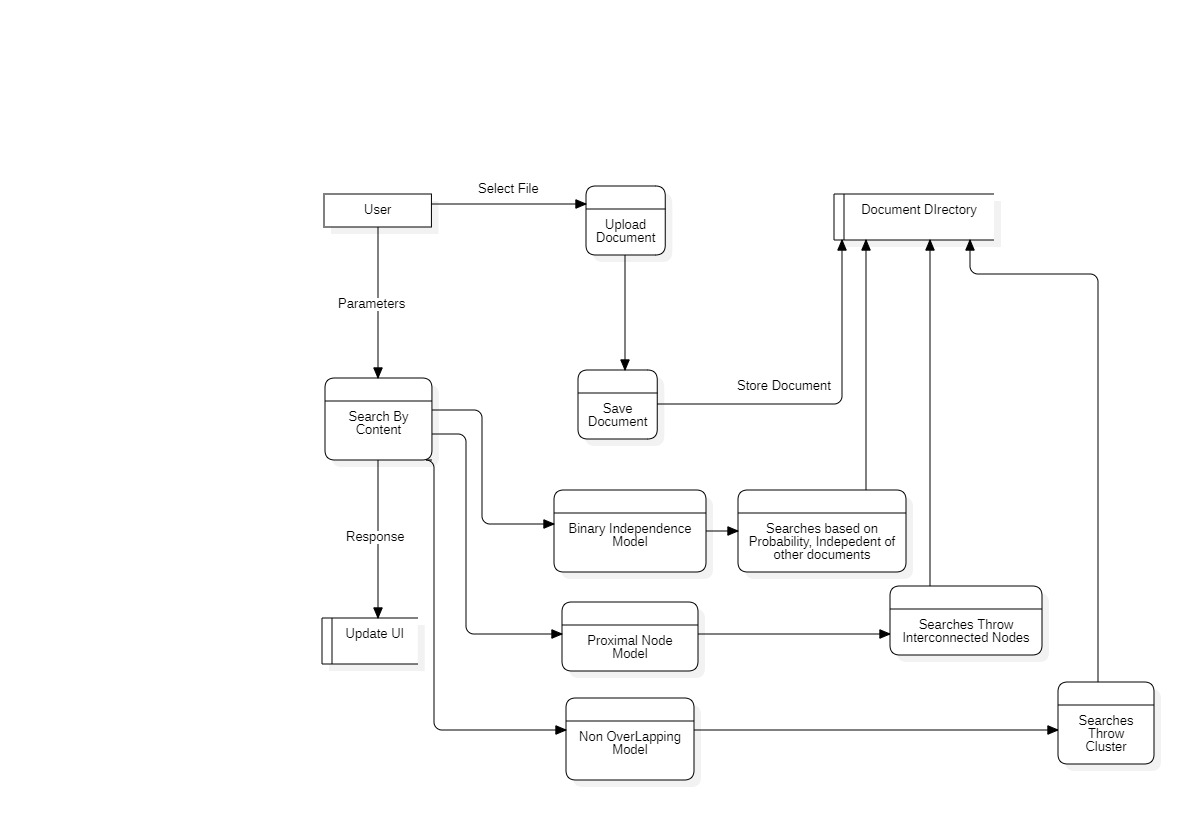 Select File
User
Upload
Document
Document DIrectory
Parameters
Store Document
Search By
Content
Save
Document
Response
Binary Independence
Model
Searches based on
Probability, Indepedent of
other documents
Update UI
Proximal Node
Model
Searches Throw
Interconnected Nodes
Non OverLapping
Model
Searches
Throw
Cluster